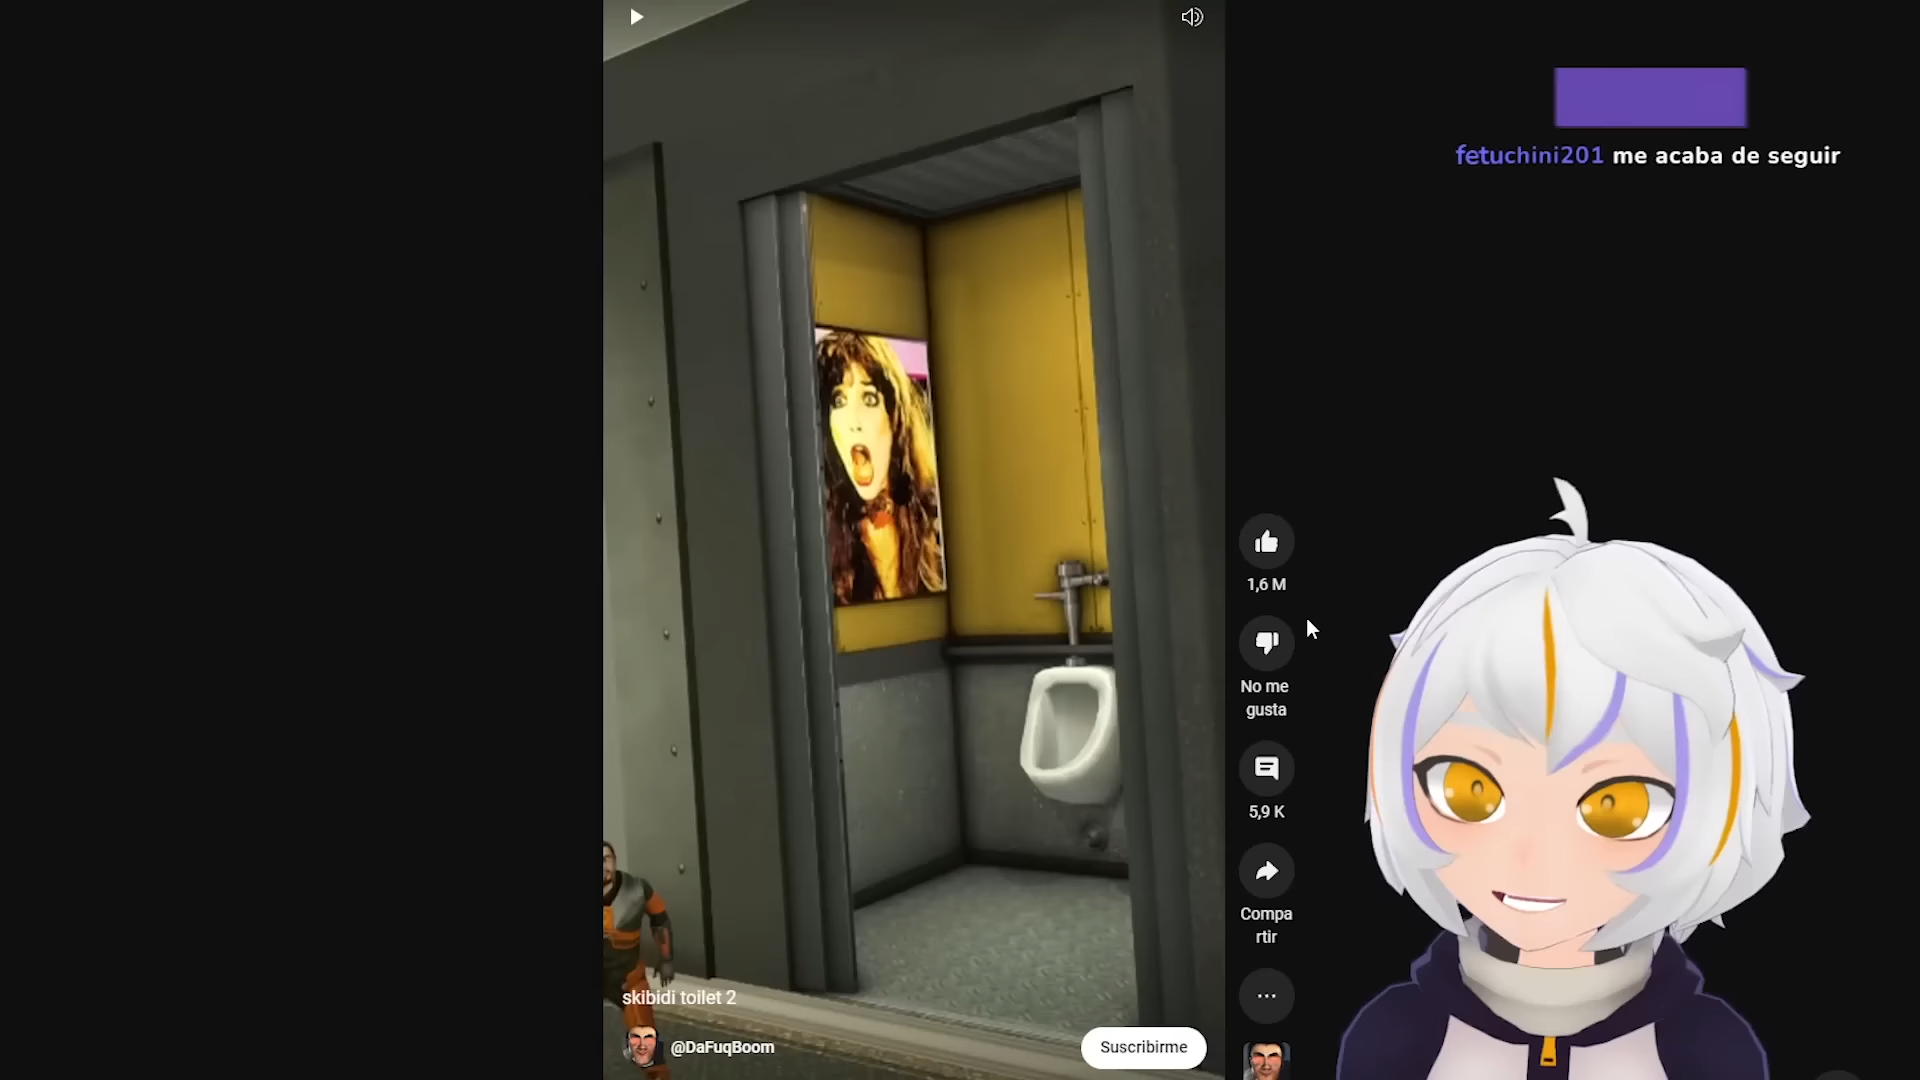 fetuchini201 me acaba de seguir
1,6 M
No me
gusta
5,9 K
Compa
rtir
skibidi toilet 2
@DaFuqBoom
Suscribirme